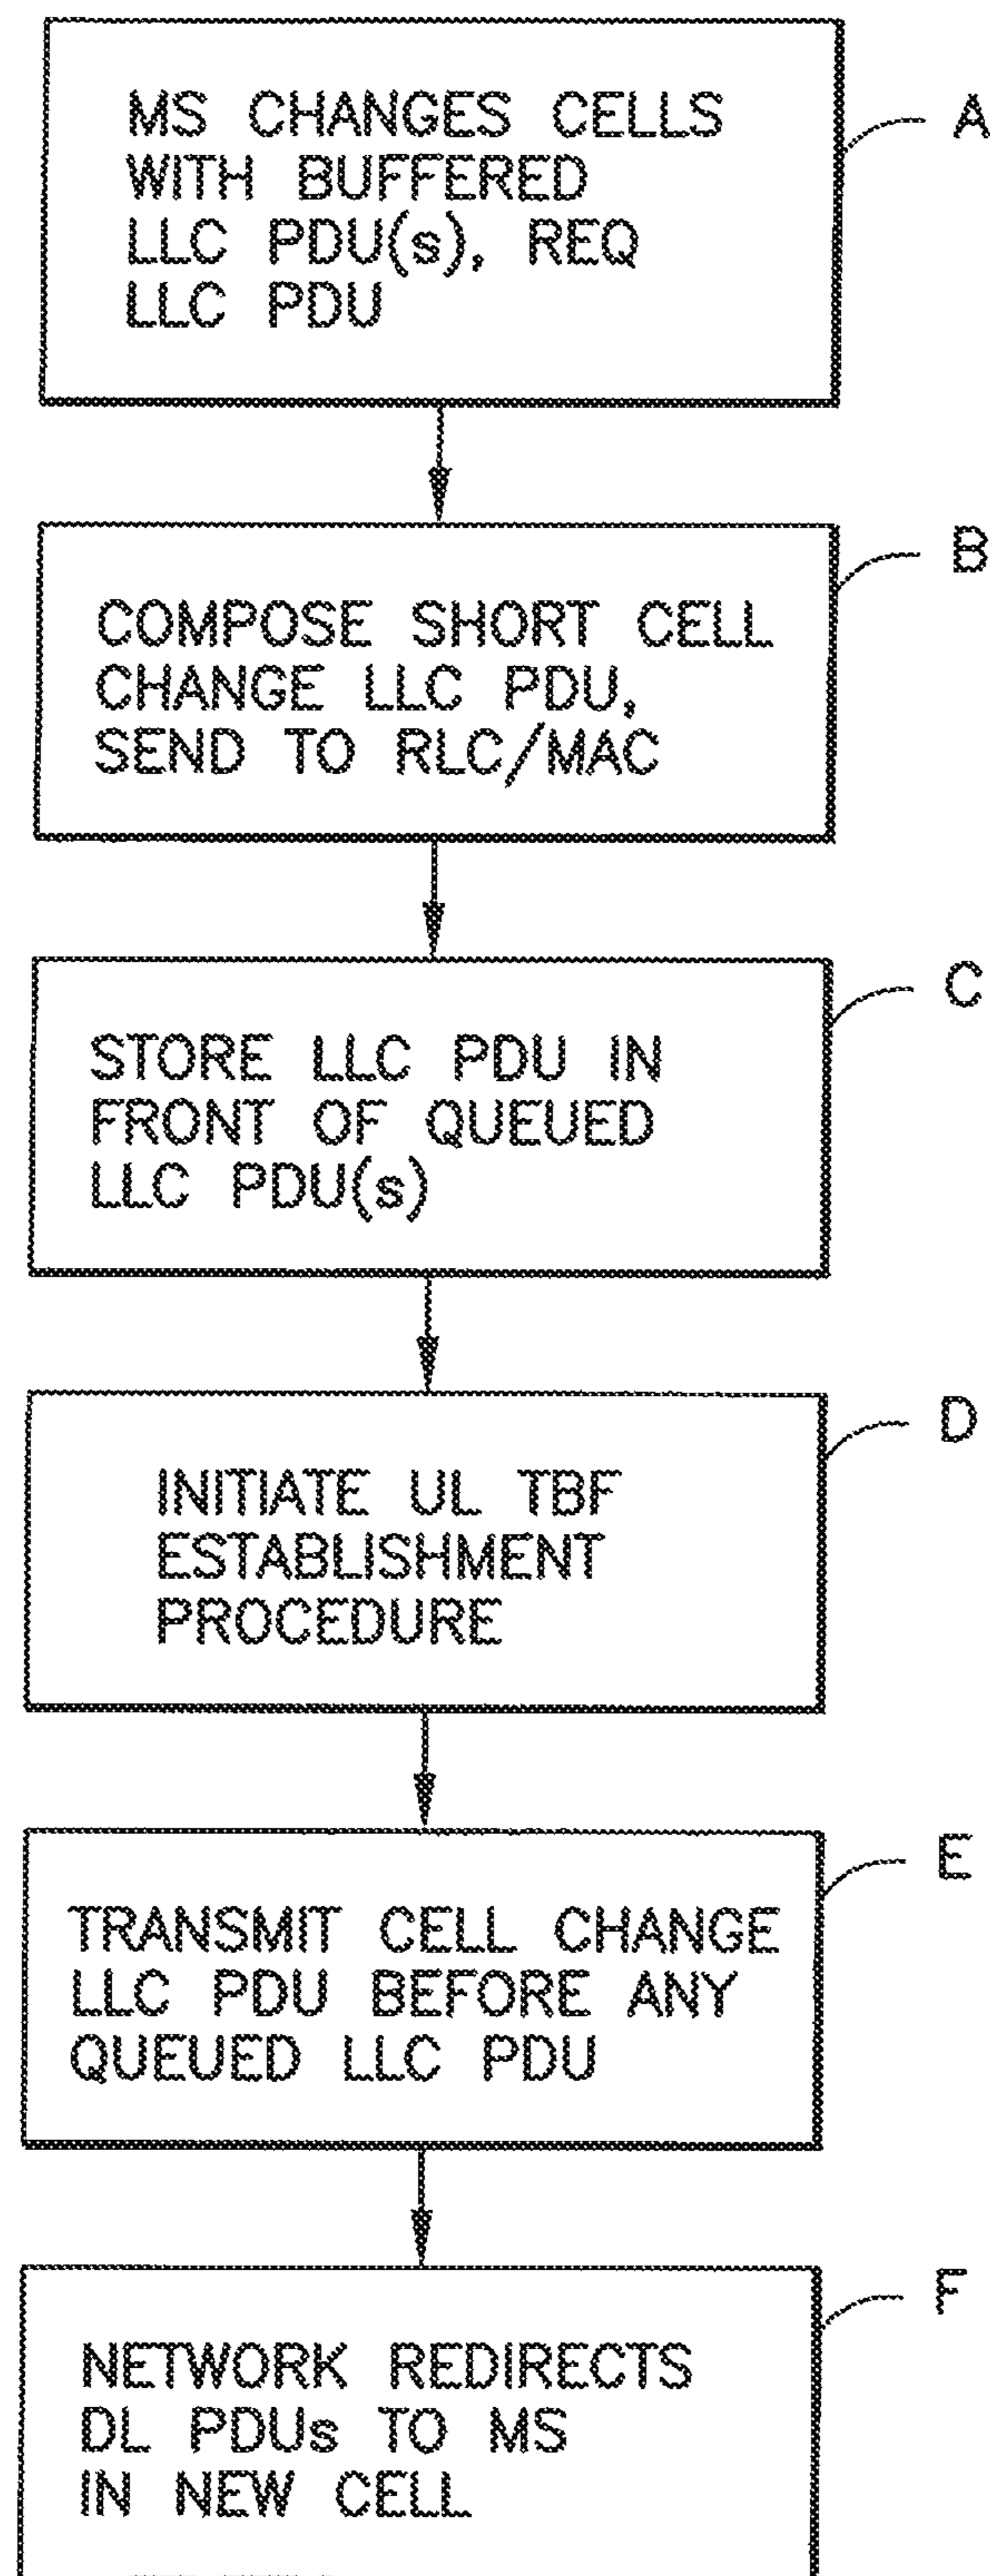 MS CHANGES CELLS
WITH BUFFERED
LLC PDU(s), REQ
LLC PDU
A
COMPOSE SHORT CELL
CHANGE LLC PDU,
SEND TO RLC/MAC
B
STORE LLC PDU IN
FRONT OF QUEUED
LLC PDU(s)
C
INITIATE UL TBF
ESTABLISHMENT
PROCEDURE
D
TRANSMIT CELL CHANGE
LLC PDU BEFORE ANY
QUEUED LLC PDU
E
NETWORK REDIRECTS
DL PDUs TO MS
IN NEW CELL
F